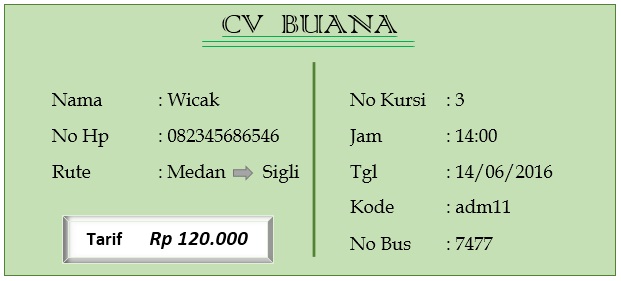 CV BUANA
Nama : Wicak
No Hp : 082345686546
Rute : Medan Sigli
Tarif Rp 120.000
No Kursi : 3
Jam : 14:00
Tgl : 14/06/2016
Kode : adm11
No Bus : 7477